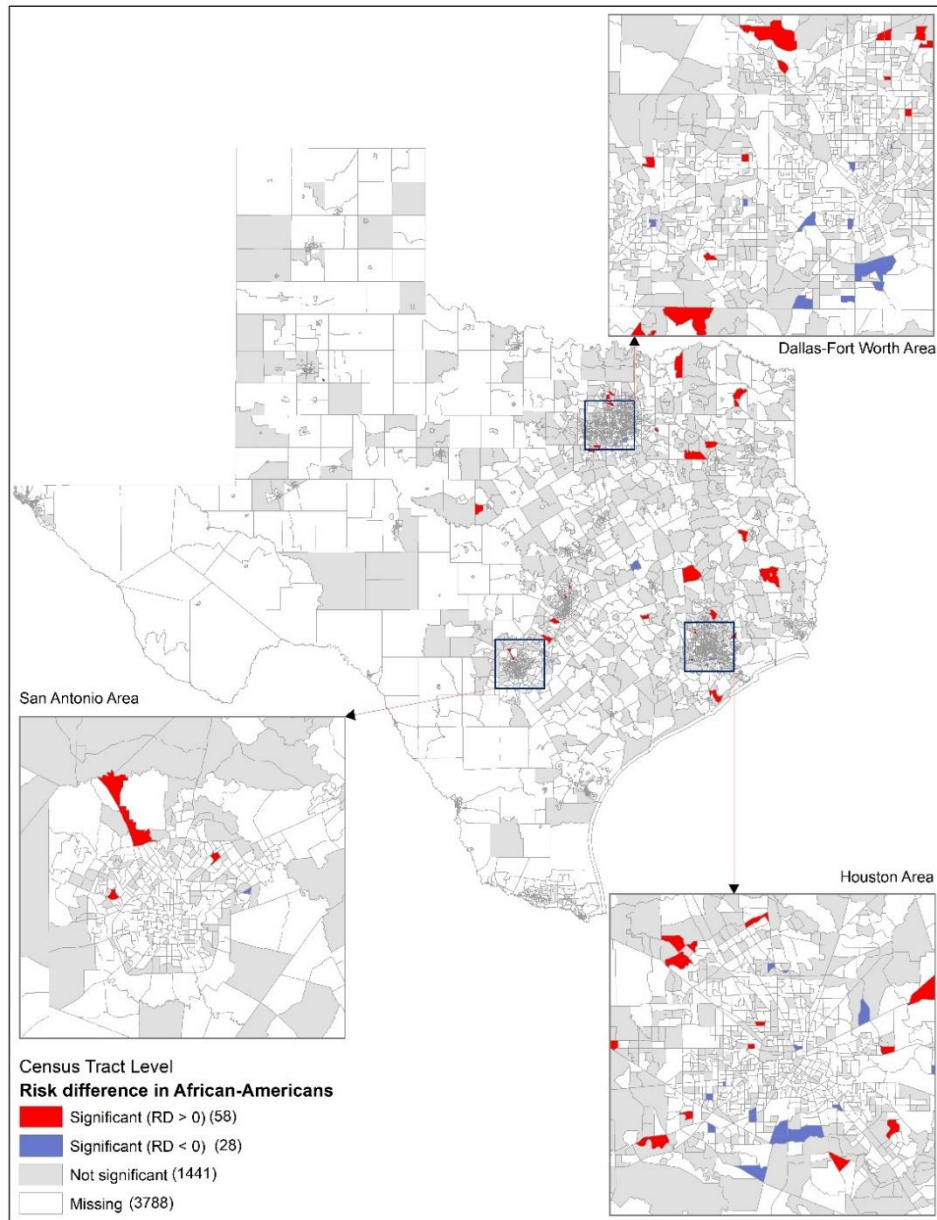 Dallas-Fort Worth Area
San Antonio Area
Houston Area
Census Tract Level
Risk difference in African-Americans
Significant (RD > 0) (58)
Significant (RD < 0) (28)
Not significant (1441)
Missing (3788)